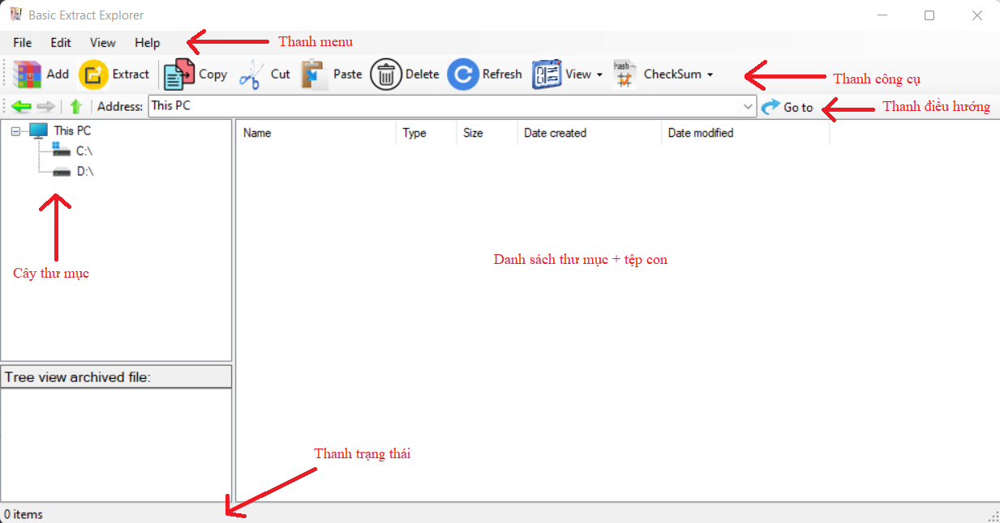 Basic Extract Explorer
File Edit View Help Thanh menu
Add Extract Copy Cut Paste Delete Refresh View hash CheckSum Thanh công cụ
Address: This PC Go to Thanh điều hướng
This PC
C:\
D:\
Cây thư mục
Name Type Size Date created Date modified
Danh sách thư mục + tệp con
Tree view archived file:
Thanh trạng thái
0 items